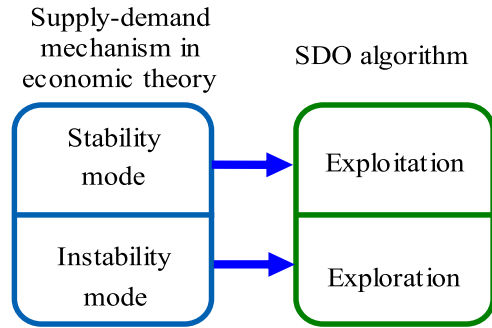 Supply-demand
mechanism in
economic theory
SDO algorithm
Stability
mode
Exploitation
Instability
mode
Exploration